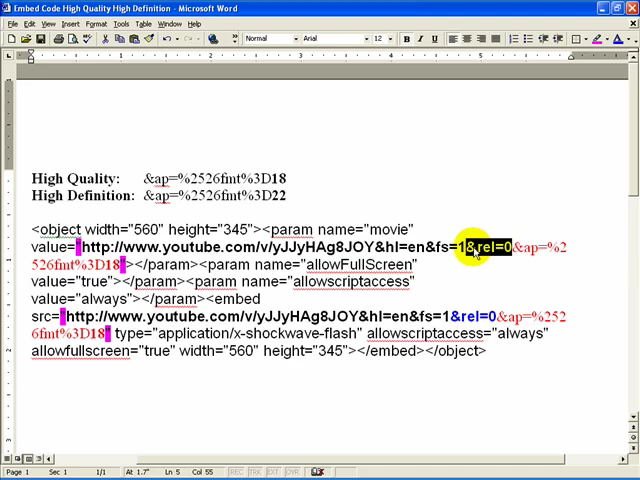 Embed Code High Quality High Definition - Microsoft Word
File Edit View Insert Format Tools Table Window Help
Normal Arial 12 B I U
High Quality: &ap=%2526fmt%3D18
High Definition: &ap=%2526fmt%3D22
<object width="560" height="345"><param name="movie"
value="http://www.youtube.com/v/yJJyHAg8JOY&hl=en&fs=1&rel=0&ap=%2
526fmt%3D18"></param><param name="allowFullScreen"
value="true"></param><param name="allowscriptaccess"
value="always"></param><embed
src="http://www.youtube.com/v/yJJyHAg8JOY&hl=en&fs=1&rel=0&ap=%252
6fmt%3D18" type="application/x-shockwave-flash" allowscriptaccess="always"
allowfullscreen="true" width="560" height="345"></embed></object>
Page 1 Sec 1 1/1 At 1.7" Ln 5 Col 55 REC TRK EXT OVR